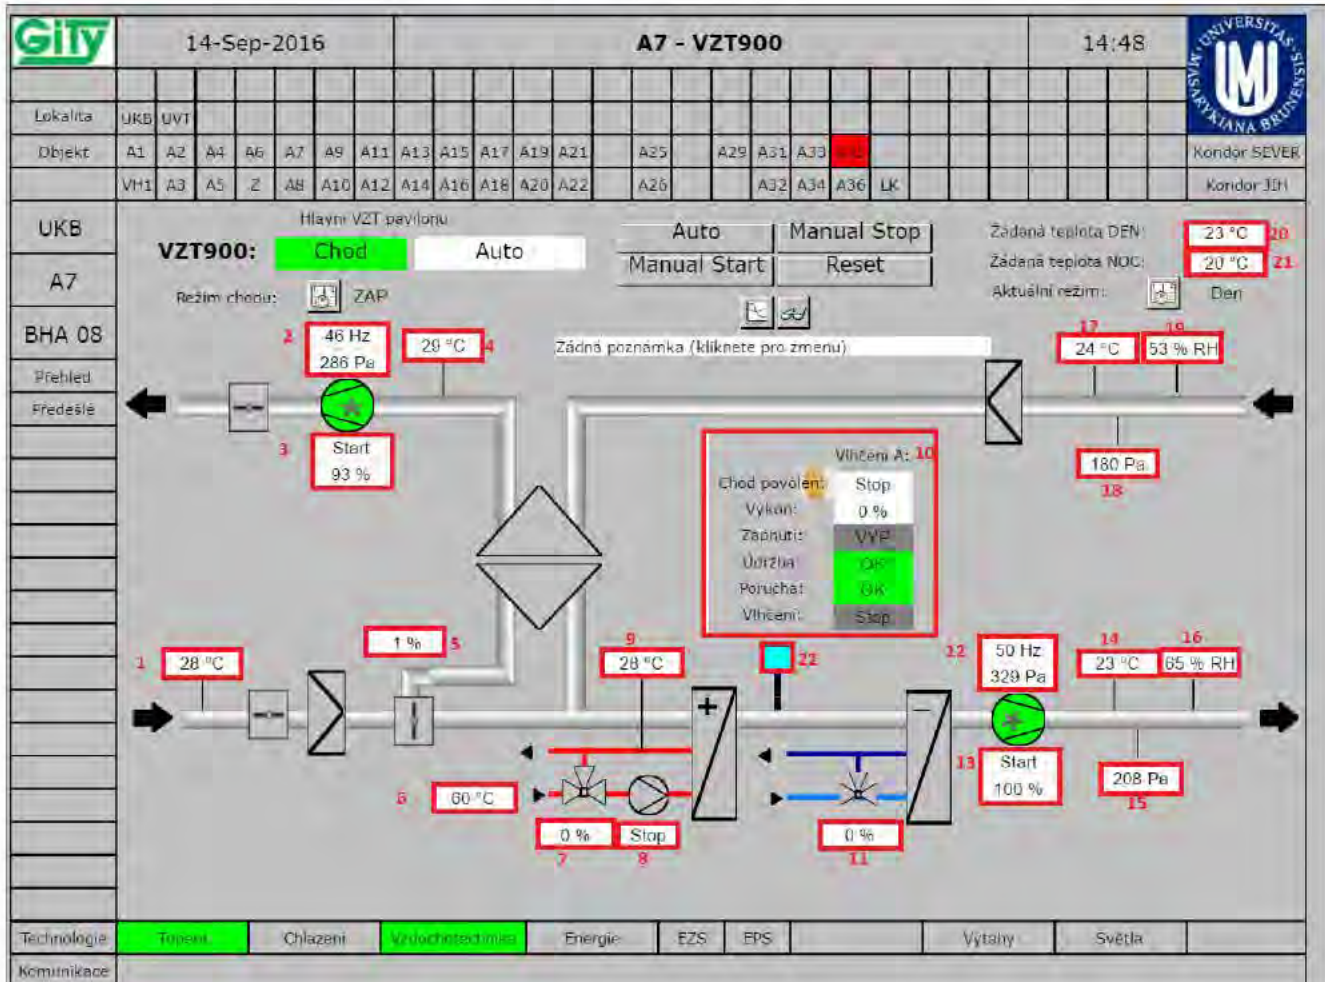 GiTy
14-Sep-2016
A7 - VZT900
14:48
UNIVERSITAS MASARYKIANA BRUNENSIS
Lokalita UKB UVT
Objekt A1 A2 A4 A6 A7 A9 A11 A13 A15 A17 A19 A21 A25 A29 A31 A33 Koridor SEVER
VH1 A3 A5 Z A8 A10 A12 A14 A16 A18 A20 A22 A26 A32 A34 A36 LK Koridor JIH
UKB
A7
BHA 08
Přehled
Předešlé
Hlavní VZT pavilonu
VZT900: Chod Auto
Auto Manual Stop
Manual Start Reset
Žádaná teplota DEN: 23 °C 20
Žádaná teplota NOC: 20 °C 21
Režim chodu: ZAP
Aktuální režim: Den
Žádná poznámka (kliknete pro zmenu)
2 46 Hz
286 Pa
29 °C 4
3 Start
93 %
17 19
24 °C 53 % RH
180 Pa
18
Vlhčení A: 10
Chod povolen: Stop
Výkon: 0 %
Zapnutí: VYP
Údržba: OK
Porucha: OK
Vlhčení: Stop
1 28 °C
1 % 5
9
28 °C
22
12 50 Hz
329 Pa
14 16
23 °C 65 % RH
+
−
6 60 °C
0 % Stop
7 8
0 %
11
13 Start
100 %
208 Pa
15
Technologie Topení Chlazení Vzduchotechnika Energie EZS EPS Výtahy Světla
Komunikace